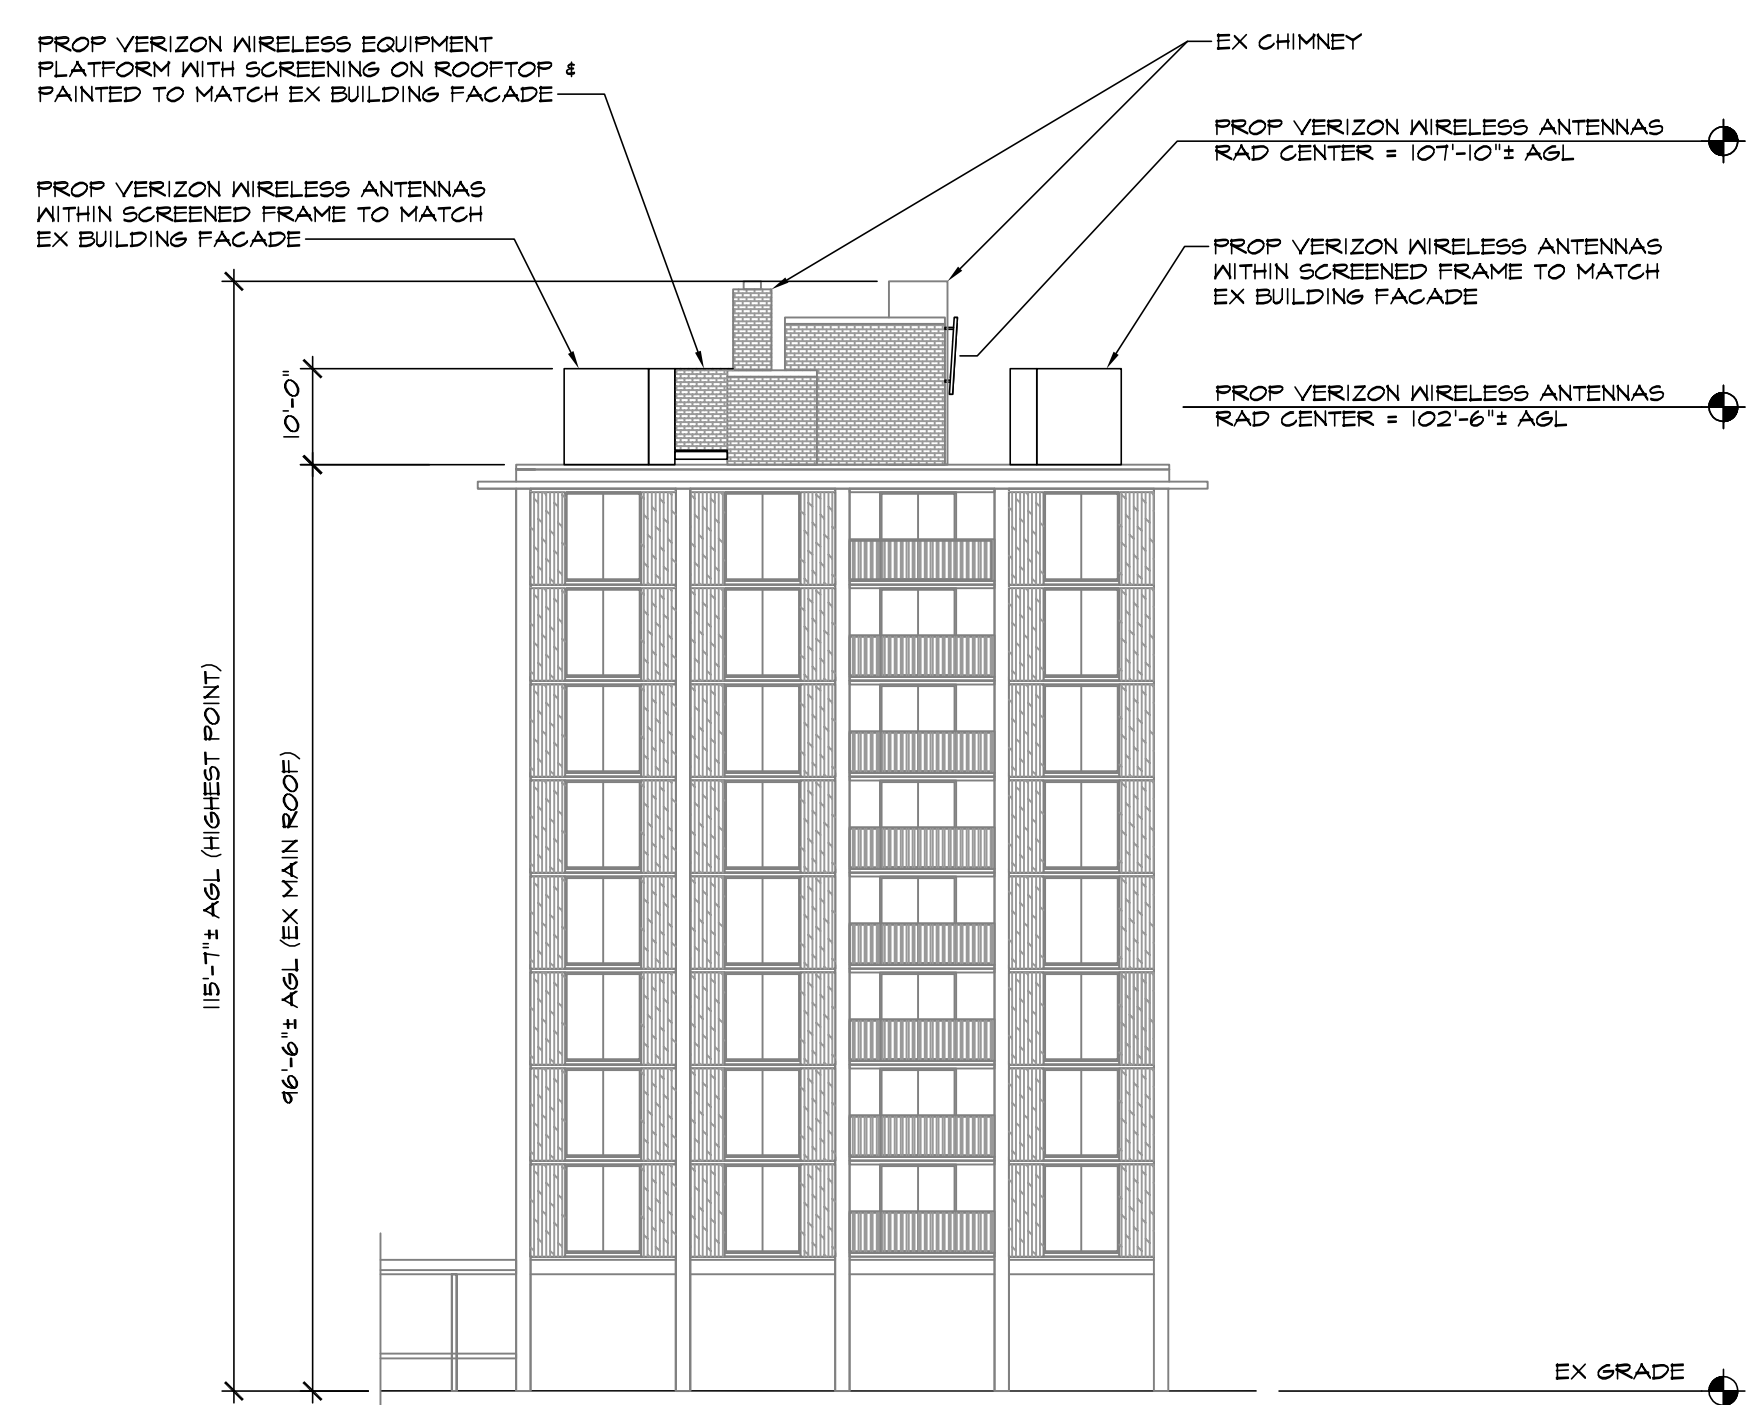 PROP VERIZON WIRELESS EQUIPMENT
PLATFORM WITH SCREENING ON ROOFTOP &
PAINTED TO MATCH EX BUILDING FACADE
EX CHIMNEY
PROP VERIZON WIRELESS ANTENNAS
RAD CENTER = 107'-10"± AGL
PROP VERIZON WIRELESS ANTENNAS
WITHIN SCREENED FRAME TO MATCH
EX BUILDING FACADE
PROP VERIZON WIRELESS ANTENNAS
WITHIN SCREENED FRAME TO MATCH
EX BUILDING FACADE
10'-0"
PROP VERIZON WIRELESS ANTENNAS
RAD CENTER = 102'-6"± AGL
115'-7"± AGL (HIGHEST POINT)
96'-6"± AGL (EX MAIN ROOF)
EX GRADE